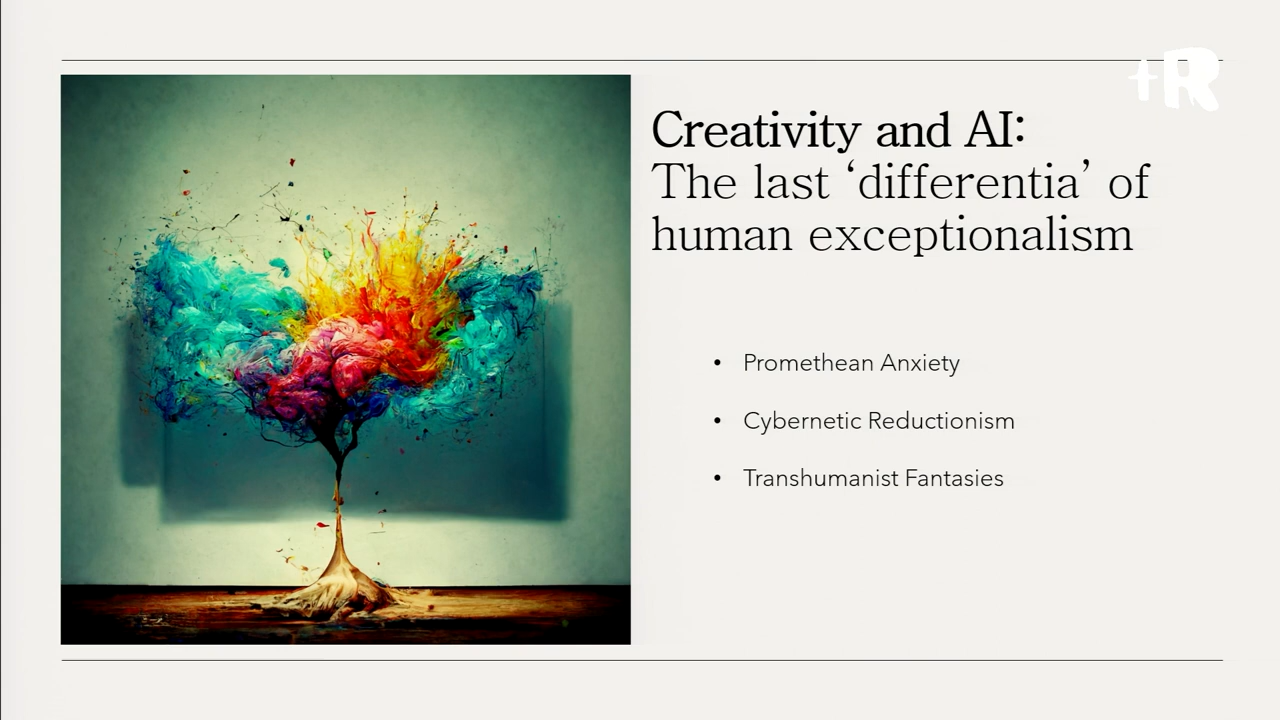 +R
Creativity and AI:
The last ‘differentia’ of
human exceptionalism
• Promethean Anxiety
• Cybernetic Reductionism
• Transhumanist Fantasies